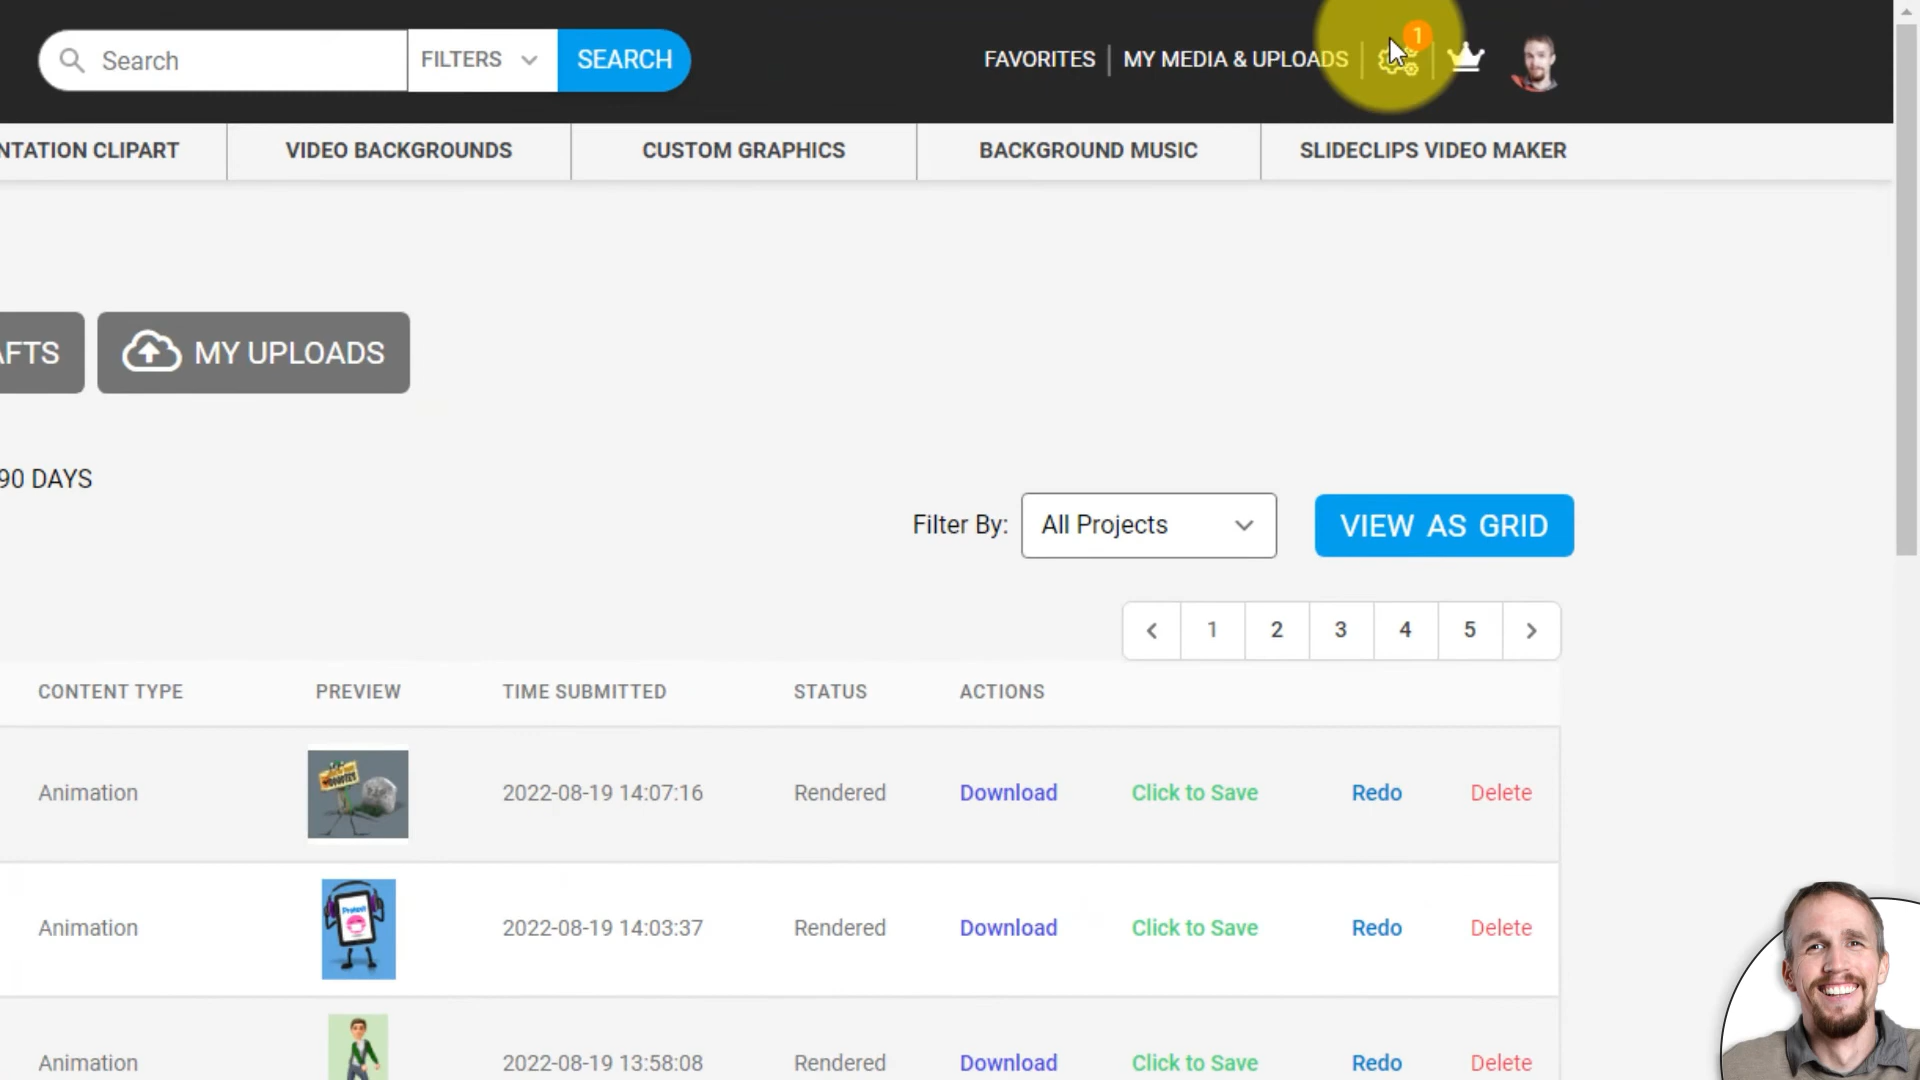 Search
FILTERS
SEARCH
FAVORITES
MY MEDIA & UPLOADS
1
NTATION CLIPART
VIDEO BACKGROUNDS
CUSTOM GRAPHICS
BACKGROUND MUSIC
SLIDECLIPS VIDEO MAKER
AFTS
MY UPLOADS
90 DAYS
Filter By:
All Projects
VIEW AS GRID
1 2 3 4 5
CONTENT TYPE PREVIEW TIME SUBMITTED STATUS ACTIONS
Animation 2022-08-19 14:07:16 Rendered Download Click to Save Redo Delete
Animation 2022-08-19 14:03:37 Rendered Download Click to Save Redo Delete
Animation 2022-08-19 13:58:08 Rendered Download Click to Save Redo Delete